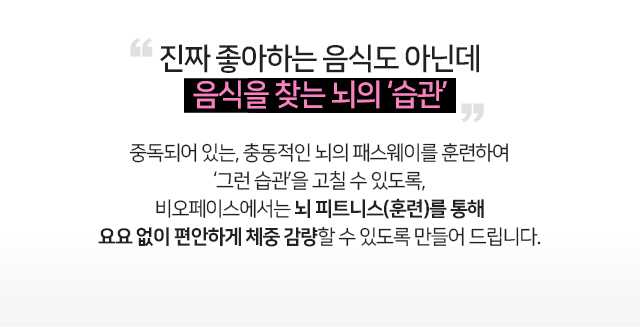 “ 진짜 좋아하는 음식도 아닌데
음식을 찾는 뇌의 ‘습관’ ”
중독되어 있는, 충동적인 뇌의 패스웨이를 훈련하여
‘그런 습관’을 고칠 수 있도록,
비오페이스에서는 뇌 피트니스(훈련)를 통해
요요 없이 편안하게 체중 감량할 수 있도록 만들어 드립니다.